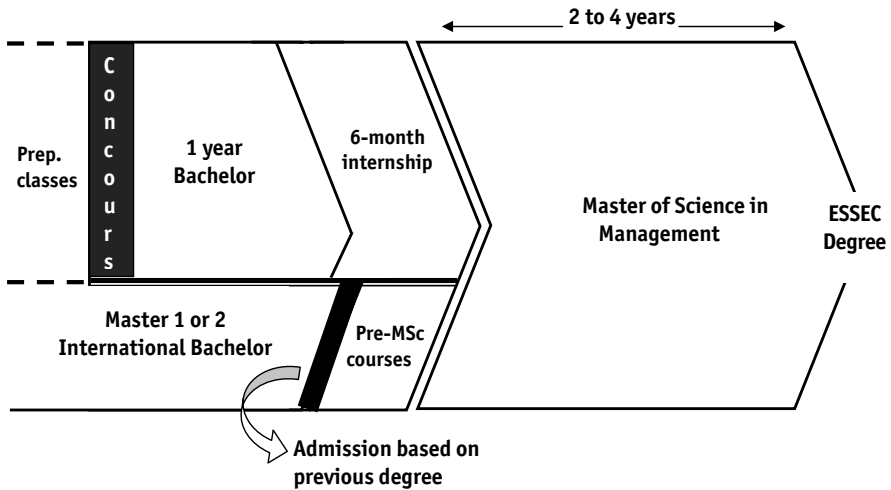 2 to 4 years
Concours
Prep.
classes
1 year
Bachelor
6-month
internship
Master of Science in
Management
ESSEC
Degree
Master 1 or 2
International Bachelor
Pre-MSc
courses
Admission based on
previous degree